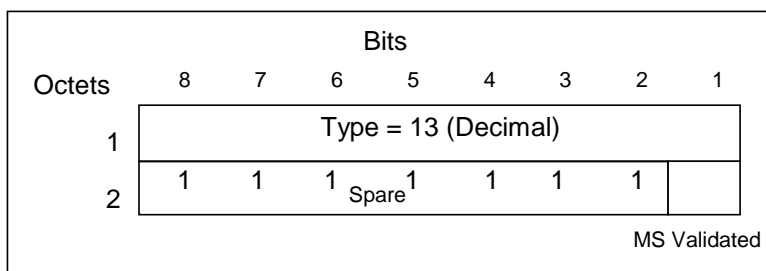 Bits
Octets 8 7 6 5 4 3 2 1
1 Type = 13 (Decimal)
2 1 1 1 Spare 1 1 1 1
MS Validated